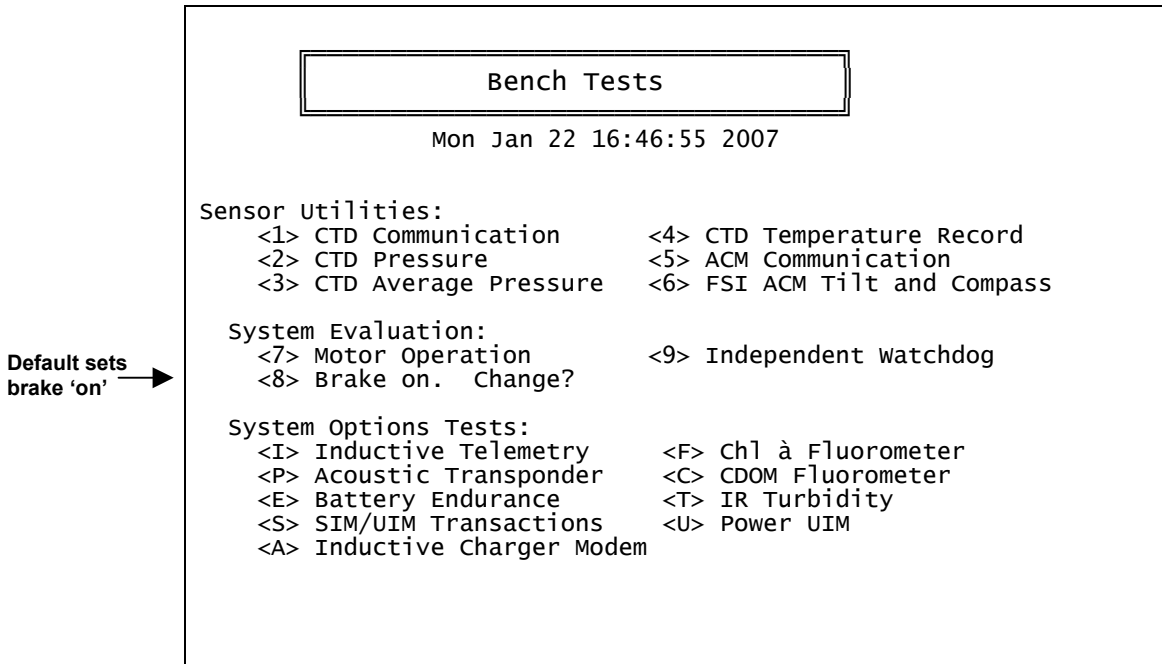 Bench Tests
Mon Jan 22 16:46:55 2007
Sensor Utilities:
<1> CTD Communication <4> CTD Temperature Record
<2> CTD Pressure <5> ACM Communication
<3> CTD Average Pressure <6> FSI ACM Tilt and Compass
System Evaluation:
<7> Motor Operation <9> Independent Watchdog
<8> Brake on. Change?
Default sets
brake ‘on’
System Options Tests:
<I> Inductive Telemetry <F> Chl à Fluorometer
<P> Acoustic Transponder <C> CDOM Fluorometer
<E> Battery Endurance <T> IR Turbidity
<S> SIM/UIM Transactions <U> Power UIM
<A> Inductive Charger Modem